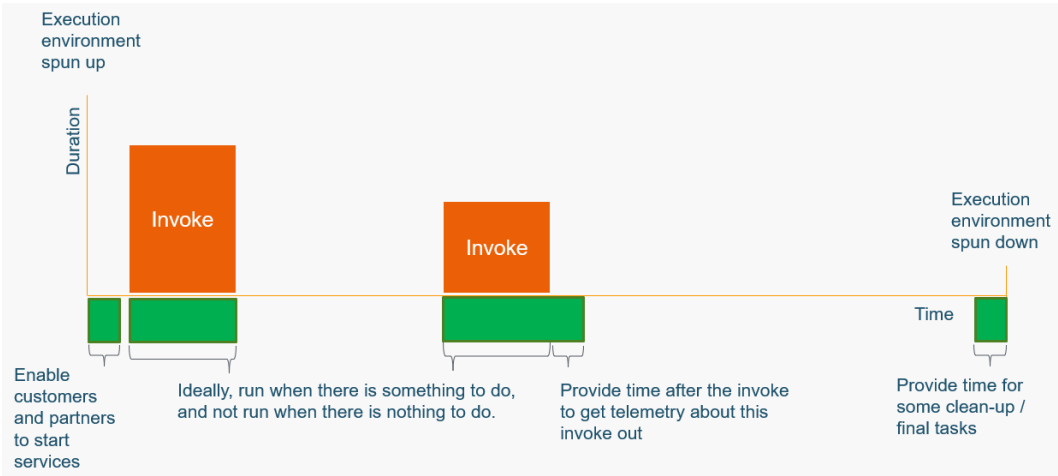 Execution
environment
spun up
Duration
Invoke
Invoke
Execution
environment
spun down
Time
Enable
customers
and partners
to start
services
Ideally, run when there is something to do,
and not run when there is nothing to do.
Provide time after the invoke
to get telemetry about this
invoke out
Provide time for
some clean-up /
final tasks